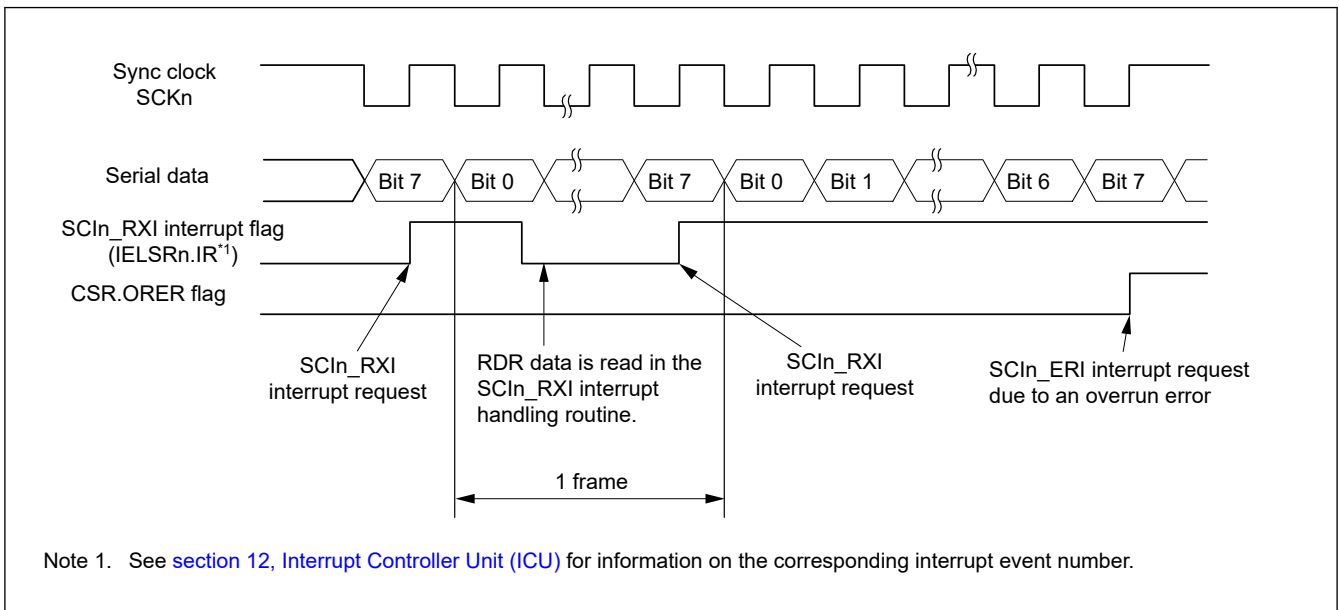 Sync clock
SCKn
Serial data
Bit 7
Bit 0
Bit 7
Bit 0
Bit 1
Bit 6
Bit 7
SCIn_RXI interrupt flag
(IELSRn.IR*1)
CSR.ORER flag
SCIn_RXI
interrupt request
RDR data is read in the
SCIn_RXI interrupt
handling routine.
SCIn_RXI
interrupt request
SCIn_ERI interrupt request
due to an overrun error
1 frame
Note 1. See section 12, Interrupt Controller Unit (ICU) for information on the corresponding interrupt event number.